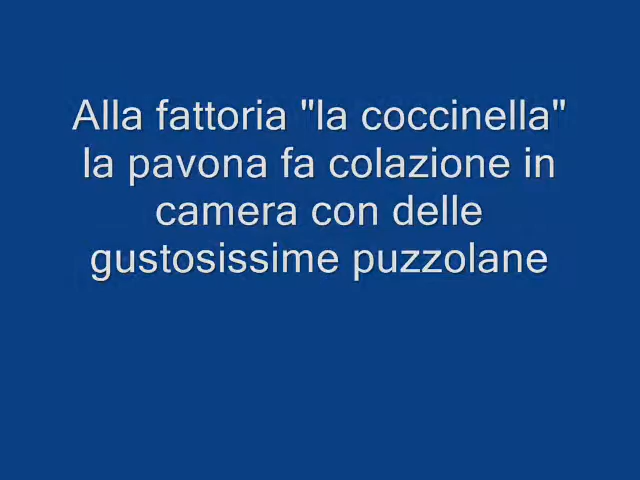 Alla fattoria "la coccinella"
la pavona fa colazione in
camera con delle
gustosissime puzzolane